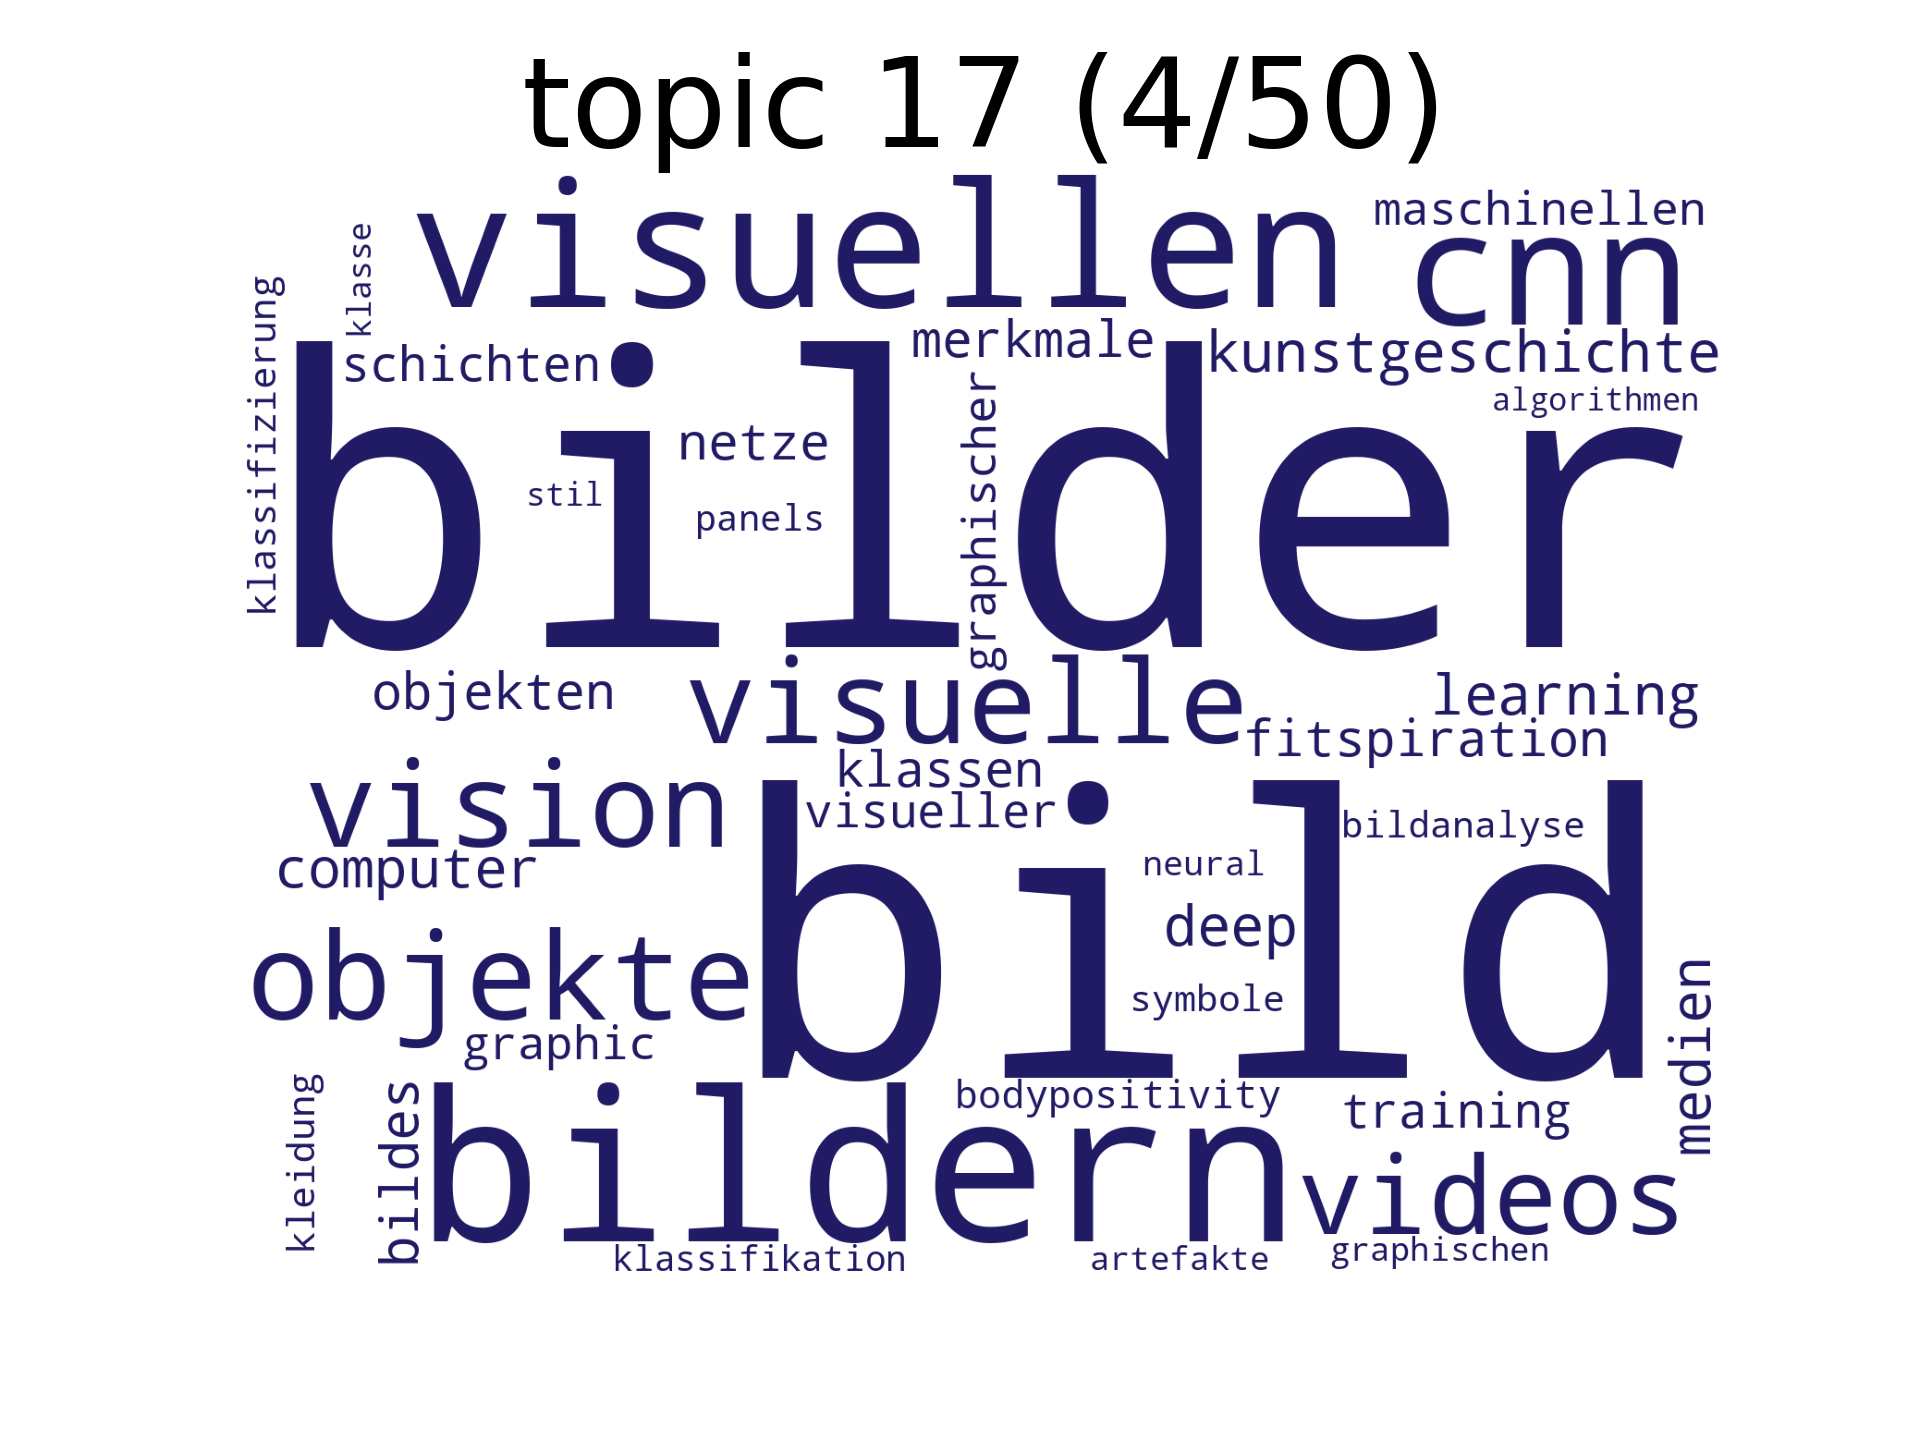 topic 17 (4/50)
visuellen
maschinellen
cnn
klasse
klassifizierung
schichten
merkmale
kunstgeschichte
algorithmen
bilder
netze
stil
panels
graphischer
objekten
visuelle
learning
fitspiration
klassen
vision
visueller
bildanalyse
computer
neural
bild
deep
objekte
symbole
graphic
medien
bodypositivity
training
kleidung
bildes
bildern
videos
klassifikation
artefakte
graphischen